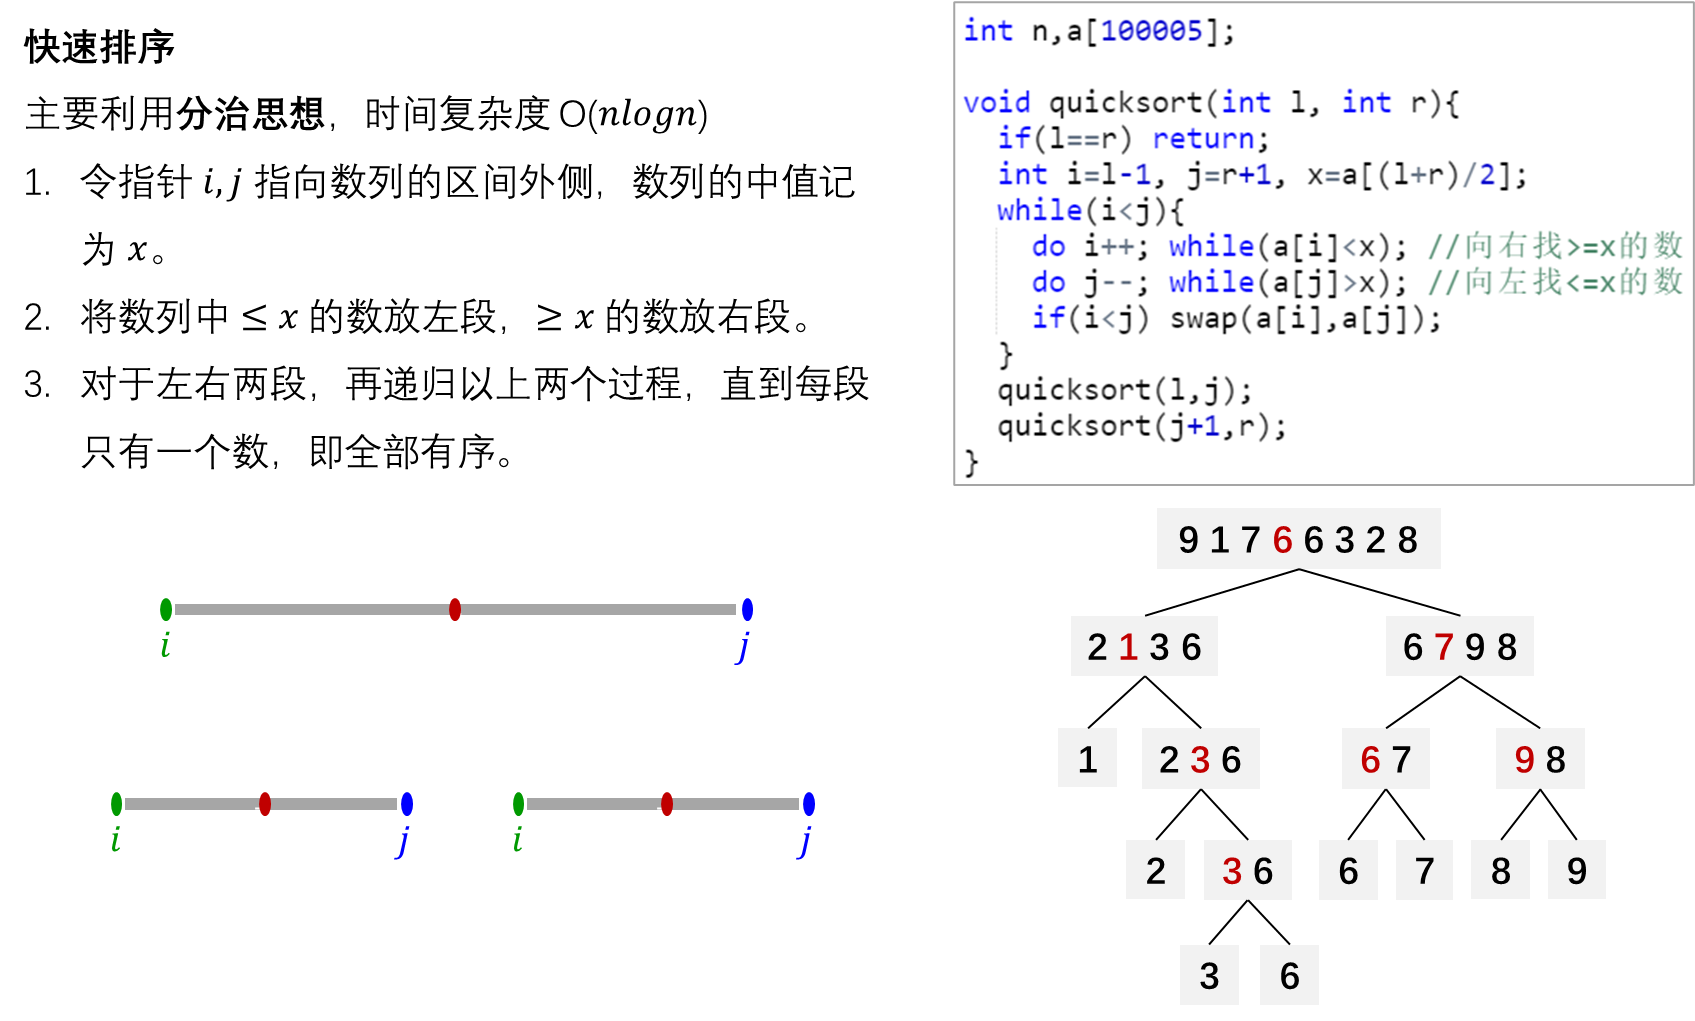 快速排序
主要利用分治思想，时间复杂度 O(nlogn)
1. 令指针 i, j 指向数列的区间外侧，数列的中值记
为 x。
2. 将数列中 ≤ x 的数放左段，≥ x 的数放右段。
3. 对于左右两段，再递归以上两个过程，直到每段
只有一个数，即全部有序。
int n,a[100005];
void quicksort(int l, int r){
if(l==r) return;
int i=l-1, j=r+1, x=a[(l+r)/2];
while(i<j){
do i++; while(a[i]<x); //向右找>=x的数
do j--; while(a[j]>x); //向左找<=x的数
if(i<j) swap(a[i],a[j]);
}
quicksort(l,j);
quicksort(j+1,r);
}
i j
i j i j
9 1 7 6 6 3 2 8
2 1 3 6 6 7 9 8
1 2 3 6 6 7 9 8
2 3 6 6 7 8 9
3 6